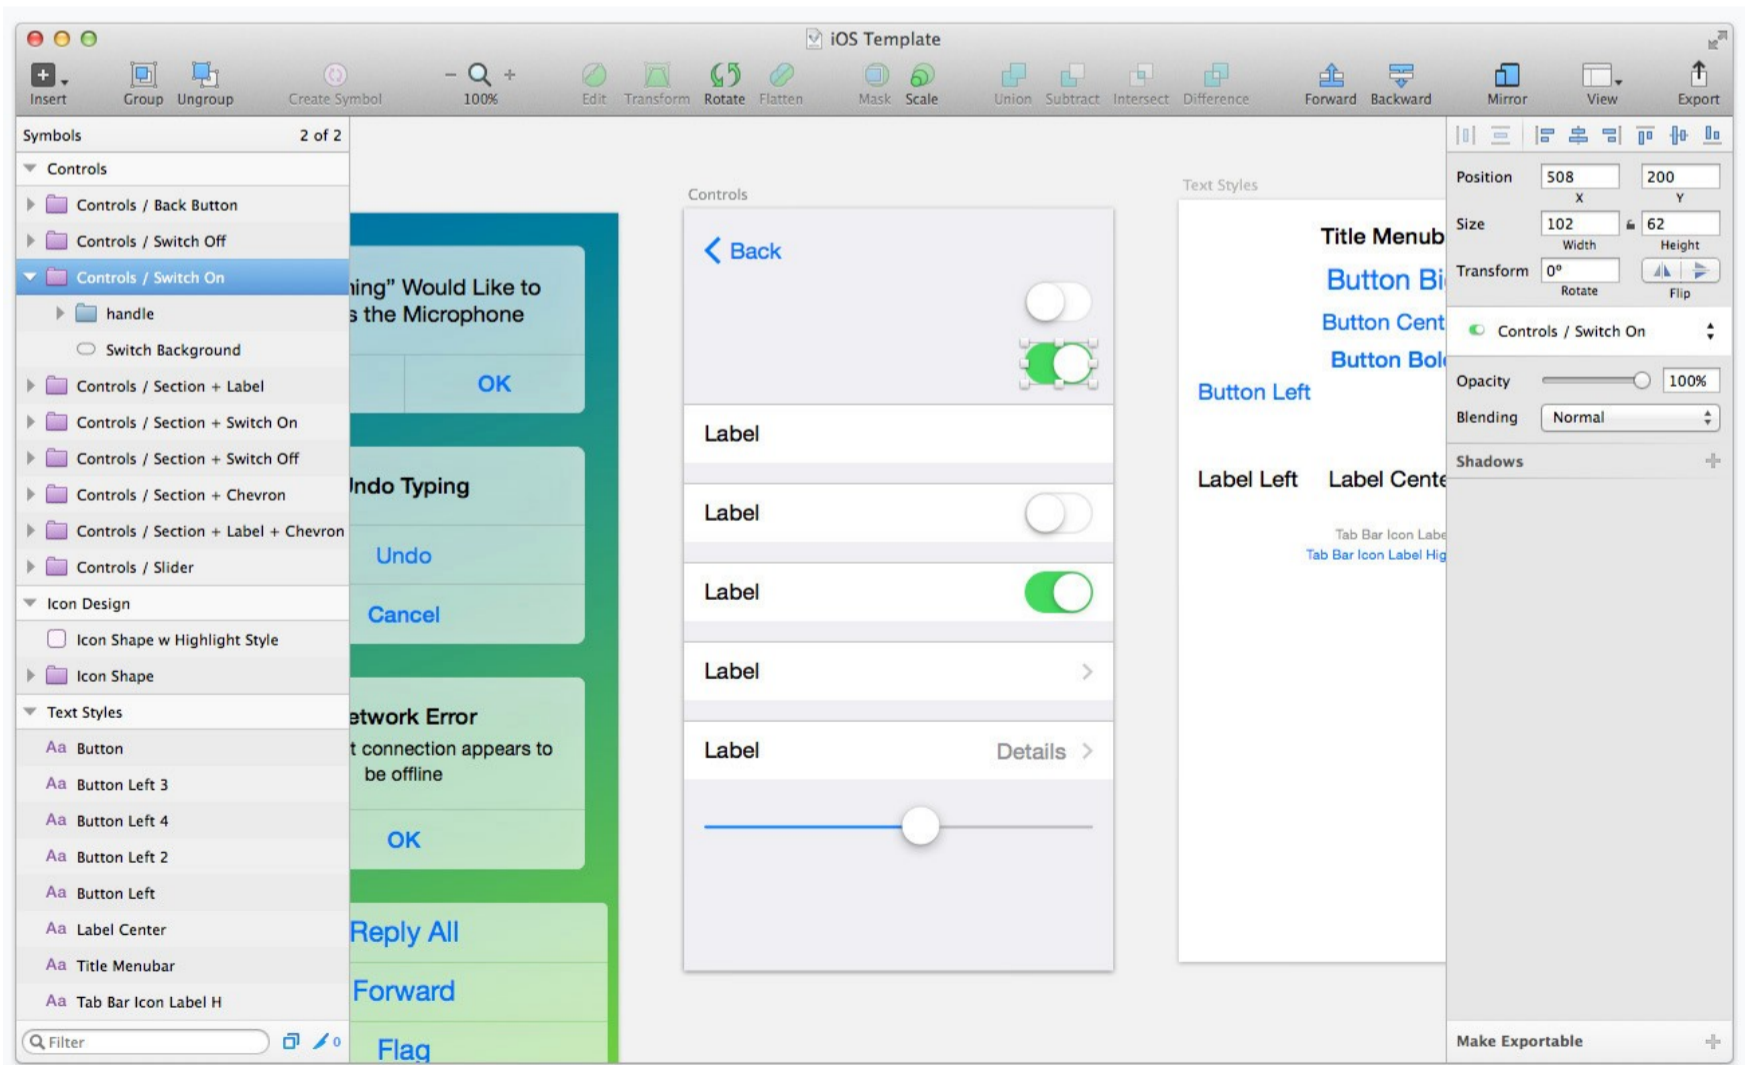 iOS Template
Insert
Group
Ungroup
Create Symbol
100%
Edit
Transform
Rotate
Flatten
Mask
Scale
Union
Subtract
Intersect
Difference
Forward
Backward
Mirror
View
Export
Symbols 2 of 2
Controls
Controls / Back Button
Controls / Switch Off
Controls / Switch On
handle
Switch Background
Controls / Section + Label
Controls / Section + Switch On
Controls / Section + Switch Off
Controls / Section + Chevron
Controls / Section + Label + Chevron
Controls / Slider
Icon Design
Icon Shape w Highlight Style
Icon Shape
Text Styles
Aa Button
Aa Button Left 3
Aa Button Left 4
Aa Button Left 2
Aa Button Left
Aa Label Center
Aa Title Menubar
Aa Tab Bar Icon Label H
Filter
0
hing” Would Like to
s the Microphone
OK
Undo Typing
Undo
Cancel
etwork Error
t connection appears to
be offline
OK
Reply All
Forward
Flag
Controls
Back
Label
Label
Label
Label
Label Details
Text Styles
Title Menub
Button Bi
Button Cent
Button Bol
Button Left
Label Left Label Cente
Tab Bar Icon Labe
Tab Bar Icon Label Hig
Position 508 200
X Y
Size 102 62
Width Height
Transform 0°
Rotate Flip
Controls / Switch On
Opacity 100%
Blending Normal
Shadows
Make Exportable